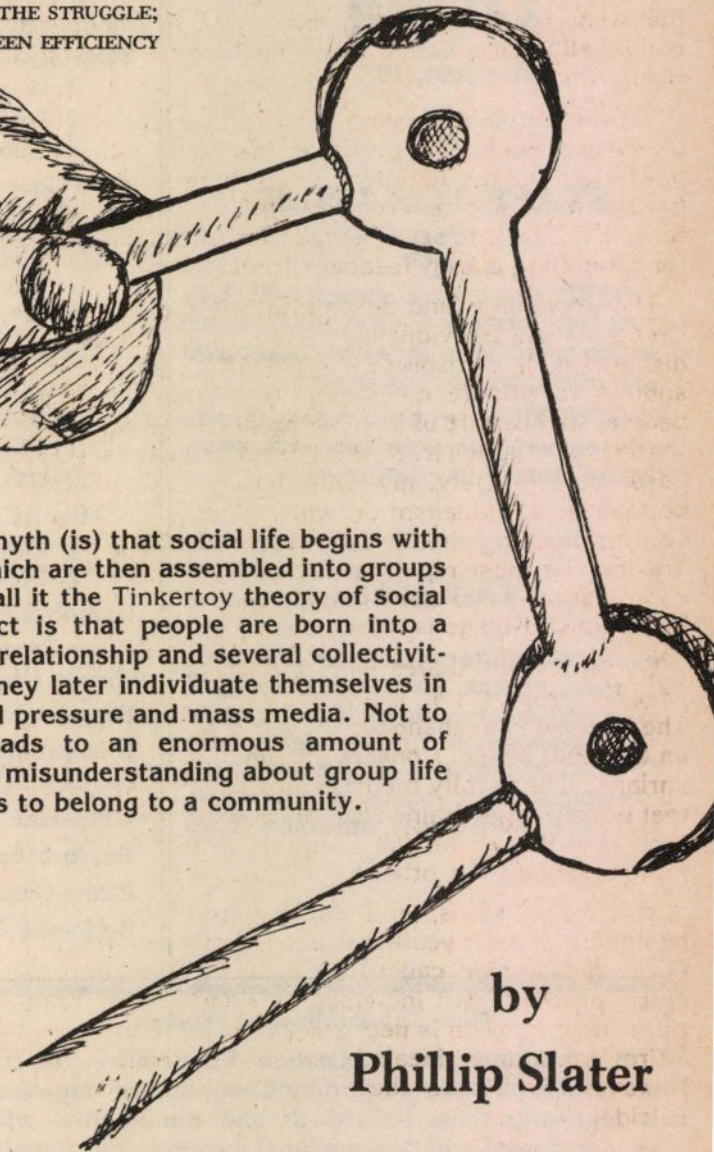 THE STRUGGLE;
EEN EFFICIENCY
nyth (is) that social life begins with
hich are then assembled into groups
all it the Tinkertoy theory of social
ct is that people are born into a
relationship and several collectivit-
hey later individuate themselves in
l pressure and mass media. Not to
ads to an enormous amount of
misunderstanding about group life
s to belong to a community.
by
Phillip Slater